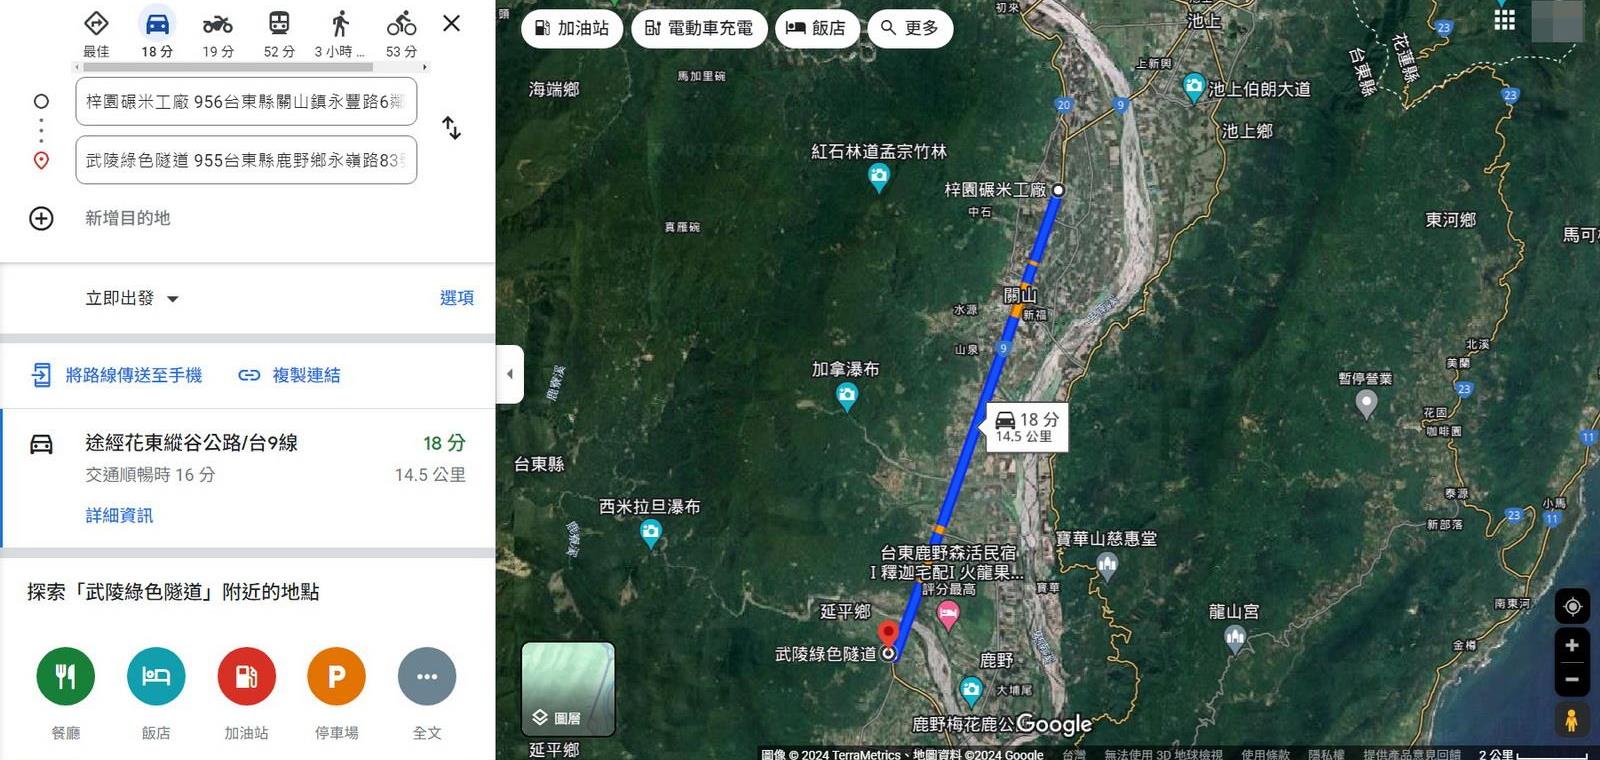 最佳
18 分
19 分
52 分
3 小時 ...
53 分
梓園碾米工廠 956台東縣關山鎮永豐路6鄰
武陵綠色隧道 955台東縣鹿野鄉永嶺路83
新增目的地
立即出發
選項
將路線傳送至手機
複製連結
途經花東縱谷公路/台9線
18 分
交通順暢時 16 分
14.5 公里
詳細資訊
探索「武陵綠色隧道」附近的地點
餐廳
飯店
加油站
停車場
全文
加油站
電動車充電
飯店
更多
初來
池上
23
花蓮縣
台東縣
上新興
馬加里碗
海端鄉
池上伯朗大道
20
9
23
池上鄉
紅石林道孟宗竹林
梓園碾米工廠
中石
真雁碗
東河鄉
關山
水源
新福
山泉
9
北溪
美蘭
加拿瀑布
暫停營業
23
花固
咖啡園
18 分
14.5 公里
11
台東縣
西米拉旦瀑布
泰源
小馬
23
11
新部落
寶華山慈惠堂
台東鹿野森活民宿
I 釋迦宅配I 火龍果...
評分最高
寶華
延平鄉
龍山宮
南東河
武陵綠色隧道
鹿野
金樽
大埔尾
圖層
鹿野梅花鹿公
Google
延平鄉
圖像 © 2024 TerraMetrics、地圖資料 ©2024 Google
台灣
無法使用 3D 地球檢視
使用條款
隱私權
提供產品意見回饋
2 公里